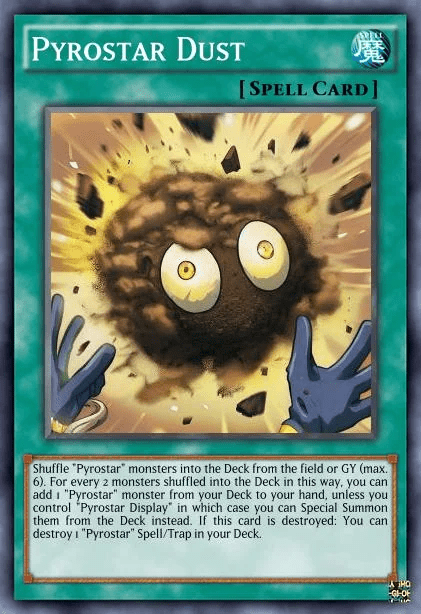 Pyrostar Dust
SPELL
魔
[ Spell Card ]
Shuffle "Pyrostar" monsters into the Deck from the field or GY (max.
6). For every 2 monsters shuffled into the Deck in this way, you can
add 1 "Pyrostar" monster from your Deck to your hand, unless you
control "Pyrostar Display" in which case you can Special Summon
them from the Deck instead. If this card is destroyed: You can
destroy 1 "Pyrostar" Spell/Trap in your Deck.